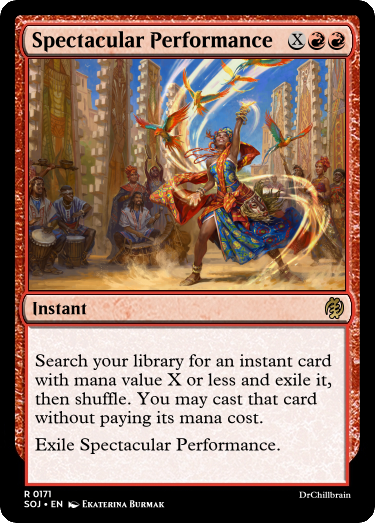 Spectacular Performance X
Instant
Search your library for an instant card
with mana value X or less and exile it,
then shuffle. You may cast that card
without paying its mana cost.
Exile Spectacular Performance.
R 0171
SOJ • EN Ekaterina Burmak
DrChillbrain